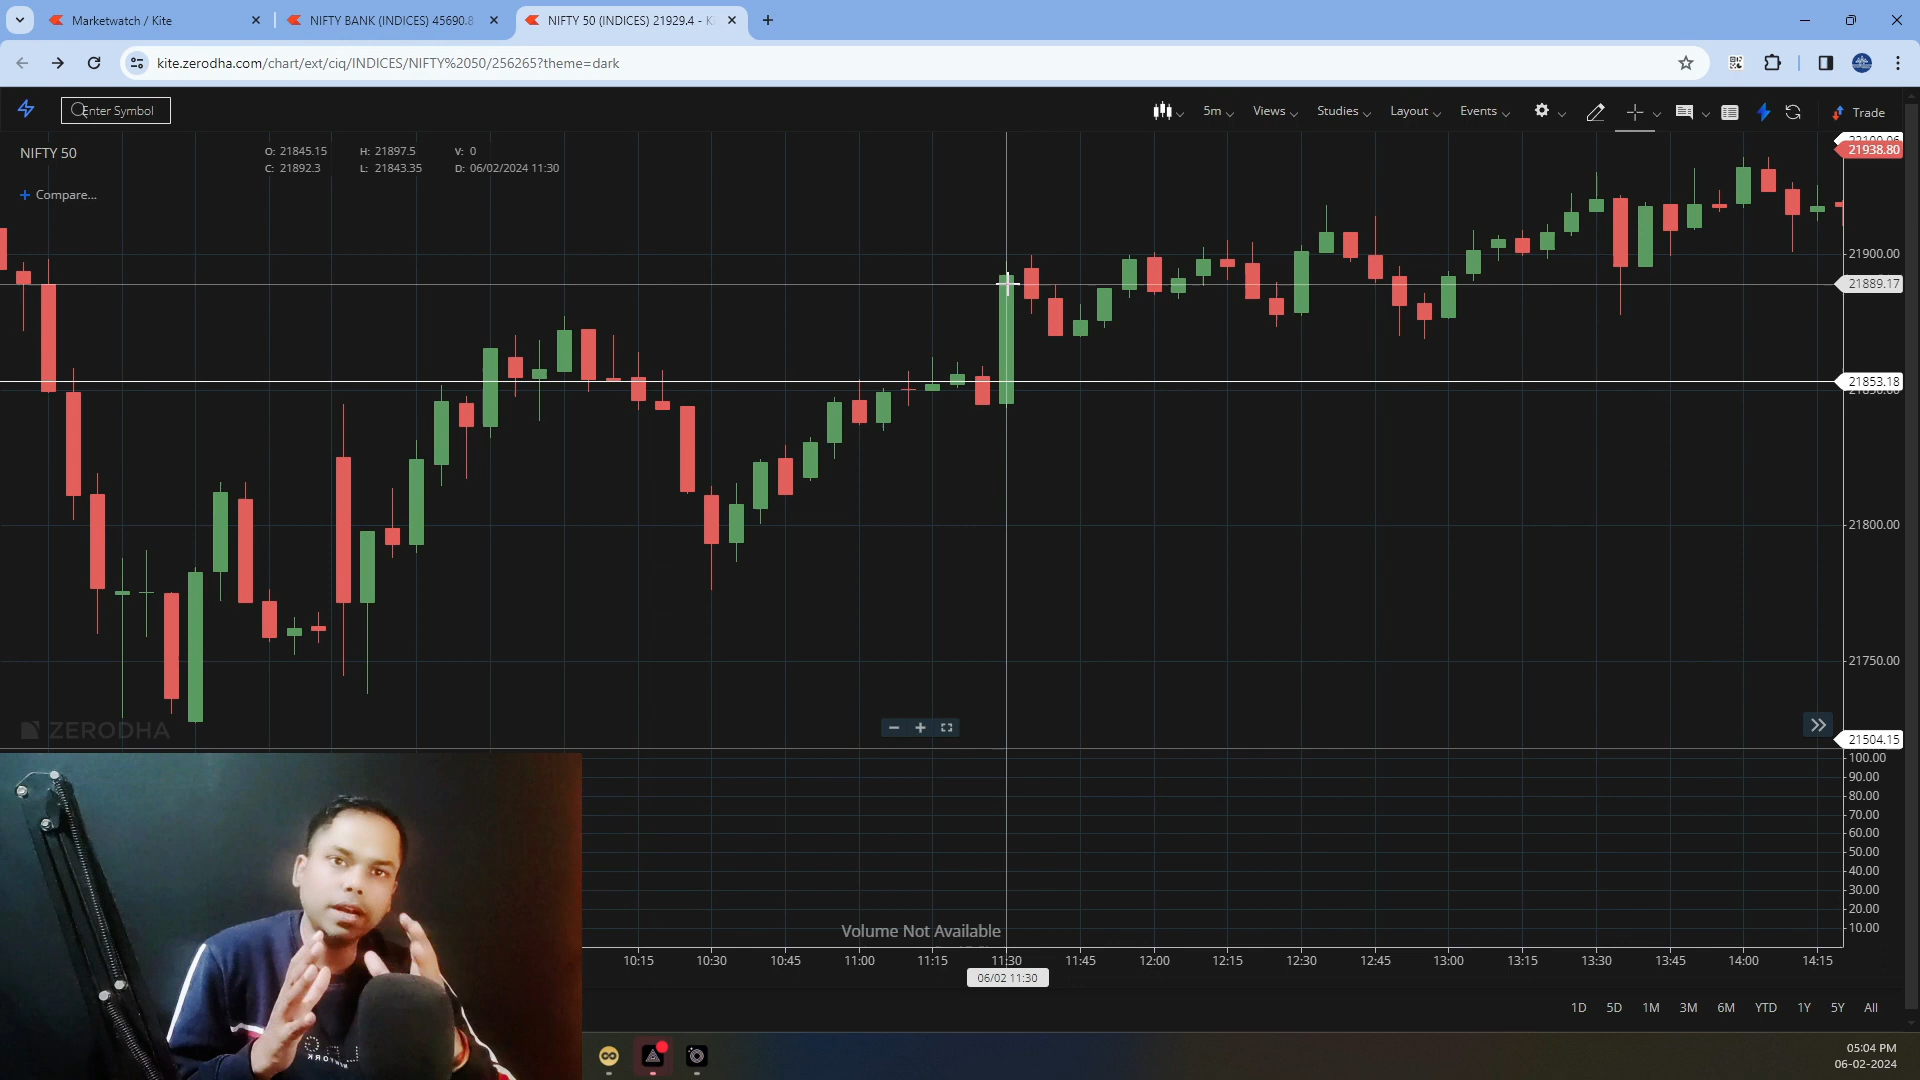 Marketwatch / Kite
NIFTY BANK (INDICES) 45690.8
NIFTY 50 (INDICES) 21929.4 - Ki
kite.zerodha.com/chart/ext/ciq/INDICES/NIFTY%2050/256265?theme=dark
Enter Symbol
5m
Views
Studies
Layout
Events
Trade
NIFTY 50
O: 21845.15 H: 21897.5 V: 0
C: 21892.3 L: 21843.35 D: 06/02/2024 11:30
+ Compare...
21938.80
21900.00
21889.17
21853.18
21800.00
21750.00
ZERODHA
21504.15
100.00
90.00
80.00
70.00
60.00
50.00
40.00
30.00
20.00
10.00
Volume Not Available
10:15 10:30 10:45 11:00 11:15 11:30 11:45 12:00 12:15 12:30 12:45 13:00 13:15 13:30 13:45 14:00 14:15
06/02 11:30
1D 5D 1M 3M 6M YTD 1Y 5Y All
05:04 PM
06-02-2024